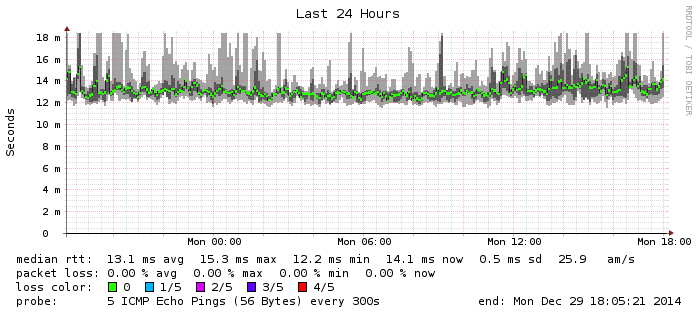 Last 24 Hours
RRDTOOL / TOBI OETIKER
Seconds
18 m
16 m
14 m
12 m
10 m
8 m
6 m
4 m
2 m
0
Mon 00:00 Mon 06:00 Mon 12:00 Mon 18:00
median rtt: 13.1 ms avg 15.3 ms max 12.2 ms min 14.1 ms now 0.5 ms sd 25.9 am/s
packet loss: 0.00 % avg 0.00 % max 0.00 % min 0.00 % now
loss color: 0 1/5 2/5 3/5 4/5
probe: 5 ICMP Echo Pings (56 Bytes) every 300s end: Mon Dec 29 18:05:21 2014